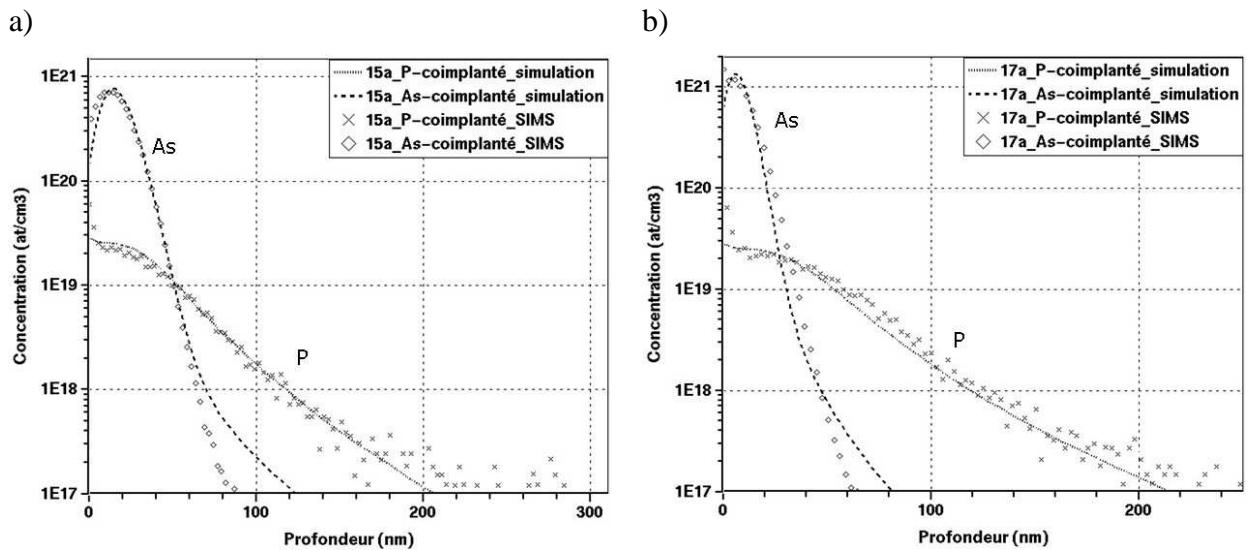 a)
1E21
1E20
1E19
1E18
1E17
Concentration (at/cm3)
15a_P-coimplanté_simulation
15a_As-coimplanté_simulation
15a_P-coimplanté_SIMS
15a_As-coimplanté_SIMS
As
P
0
100
200
300
Profondeur (nm)
b)
1E21
1E20
1E19
1E18
1E17
Concentration (at/cm3)
17a_P-coimplanté_simulation
17a_As-coimplanté_simulation
17a_P-coimplanté_SIMS
17a_As-coimplanté_SIMS
As
P
0
100
200
Profondeur (nm)